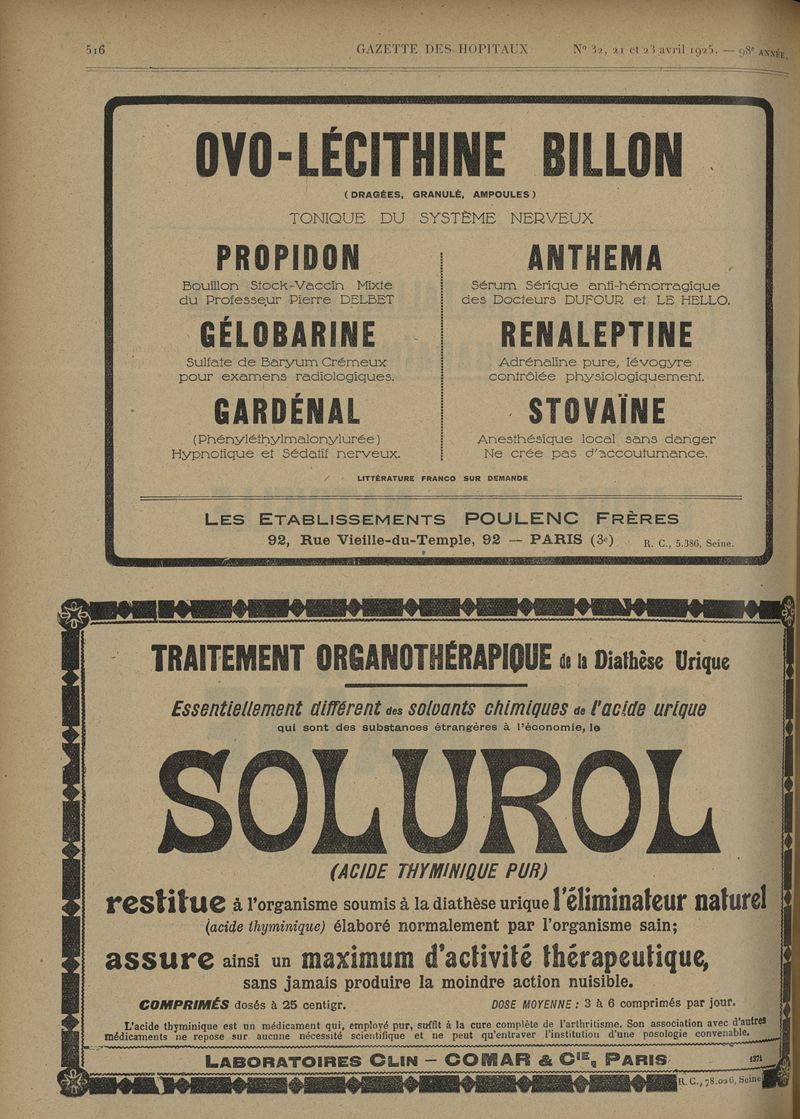 516
GAZETTE DES HOPITAUX
N° 32, 21 et 23 avril 1925. — 98e ANNÉE.
OVO-LÉCITHINE BILLON
(DRAGÉES, GRANULÉ, AMPOULES)
TONIQUE DU SYSTÈME NERVEUX
PROPIDON
Bouillon Stock-Vaccin Mixte
du Professeur Pierre DELBET
GÉLOBARINE
Sulfate de Baryum Crémeux
pour examens radiologiques.
GARDÉNAL
(Phényléthylmalonylurée)
Hypnotique et Sédatif nerveux.
ANTHEMA
Sérum Sérique anti-hémorragique
des Docteurs DUFOUR et LE HELLO.
RENALEPTINE
Adrénaline pure, lévogyre
contrôlée physiologiquement.
STOVAÏNE
Anesthésique local sans danger
Ne crée pas d'accoutumance.
LITTÉRATURE FRANCO SUR DEMANDE
LES ETABLISSEMENTS POULENC FRÈRES
92, Rue Vieille-du-Temple, 92 — PARIS (3e)
R. C., 5.386, Seine.
TRAITEMENT ORGANOTHÉRAPIQUE de la Diathèse Urique
Essentiellement différent des solvants chimiques de l'acide urique
qui sont des substances étrangères à l'économie, le
SOLUROL
(ACIDE THYMINIQUE PUR)
restitue à l'organisme soumis à la diathèse urique l'éliminateur naturel
(acide thyminique) élaboré normalement par l'organisme sain;
assure ainsi un maximum d'activité thérapeutique,
sans jamais produire la moindre action nuisible.
COMPRIMÉS dosés à 25 centigr.
DOSE MOYENNE : 3 à 6 comprimés par jour.
L'acide thyminique est un médicament qui, employé pur, suffit à la cure complète de l'arthritisme. Son association avec d'autres
médicaments ne repose sur aucune nécessité scientifique et ne peut qu'entraver l'institution d'une posologie convenable.
LABORATOIRES CLIN — COMAR & CIE, PARIS
1371
R. C., 78.026, Seine